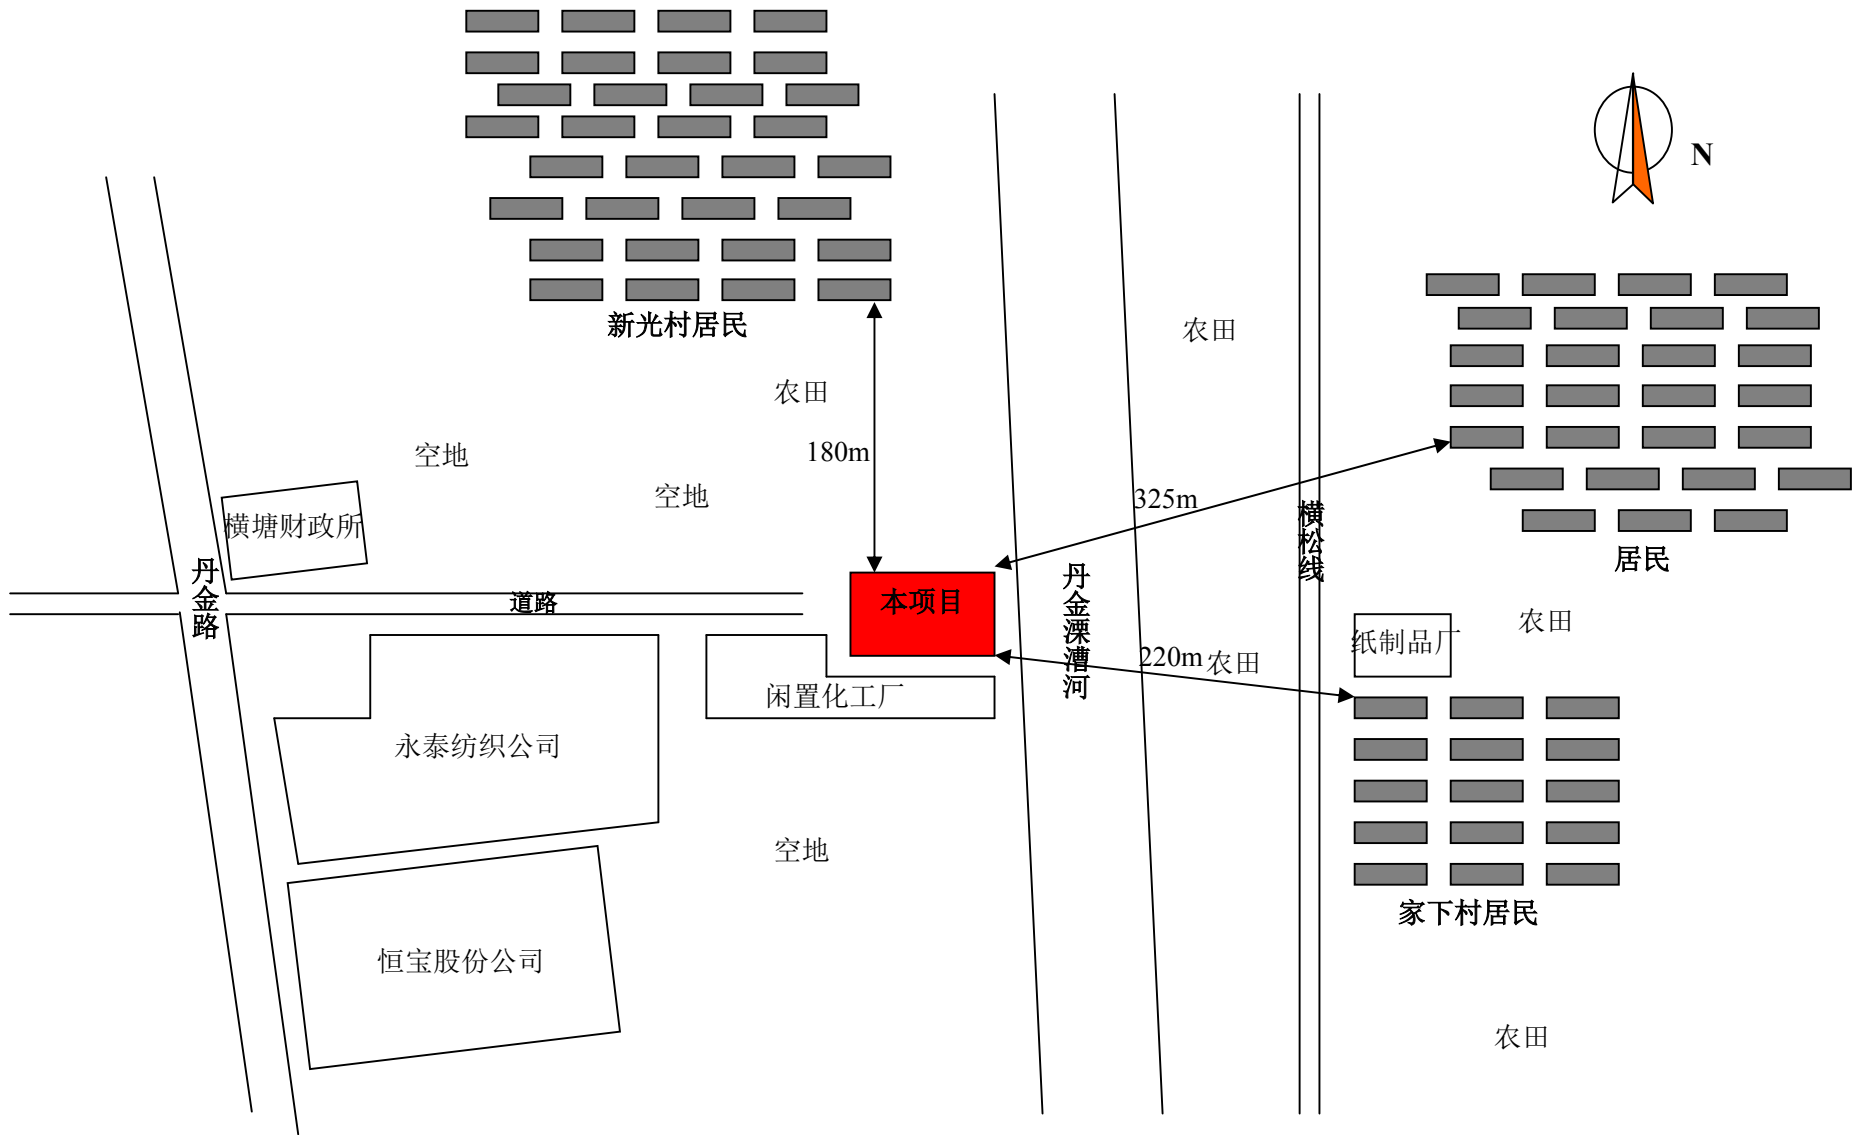 N
新光村居民
农田
农田
180m
空地
空地
325m
横塘财政所
横松线
居民
丹金路
道路
本项目
丹金溧漕河
农田
纸制品厂
220m
农田
闲置化工厂
永泰纺织公司
空地
家下村居民
恒宝股份公司
农田